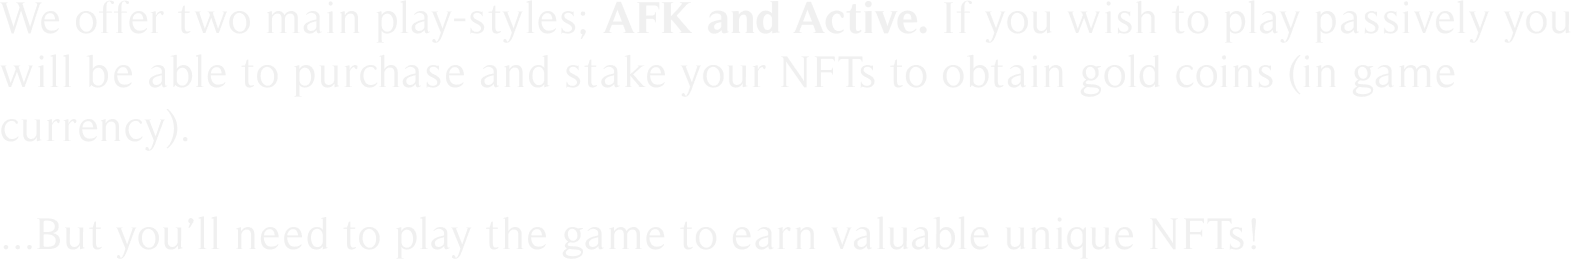 We offer two main play-styles; AFK and Active. If you wish to play passively you
will be able to purchase and stake your NFTs to obtain gold coins (in game
currency).
...But you’ll need to play the game to earn valuable unique NFTs!